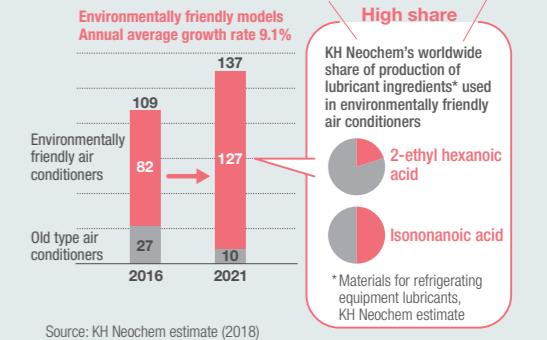 Environmentally friendly models
Annual average growth rate 9.1%
137
109
Environmentally
friendly air
conditioners
82
127
Old type air
conditioners
27
10
2016
2021
Source: KH Neochem estimate (2018)
High share
KH Neochem's worldwide
share of production of
lubricant ingredients* used
in environmentally friendly
air conditioners
2-ethyl hexanoic
acid
Isononanoic acid
*Materials for refrigerating
equipment lubricants,
KH Neochem estimate